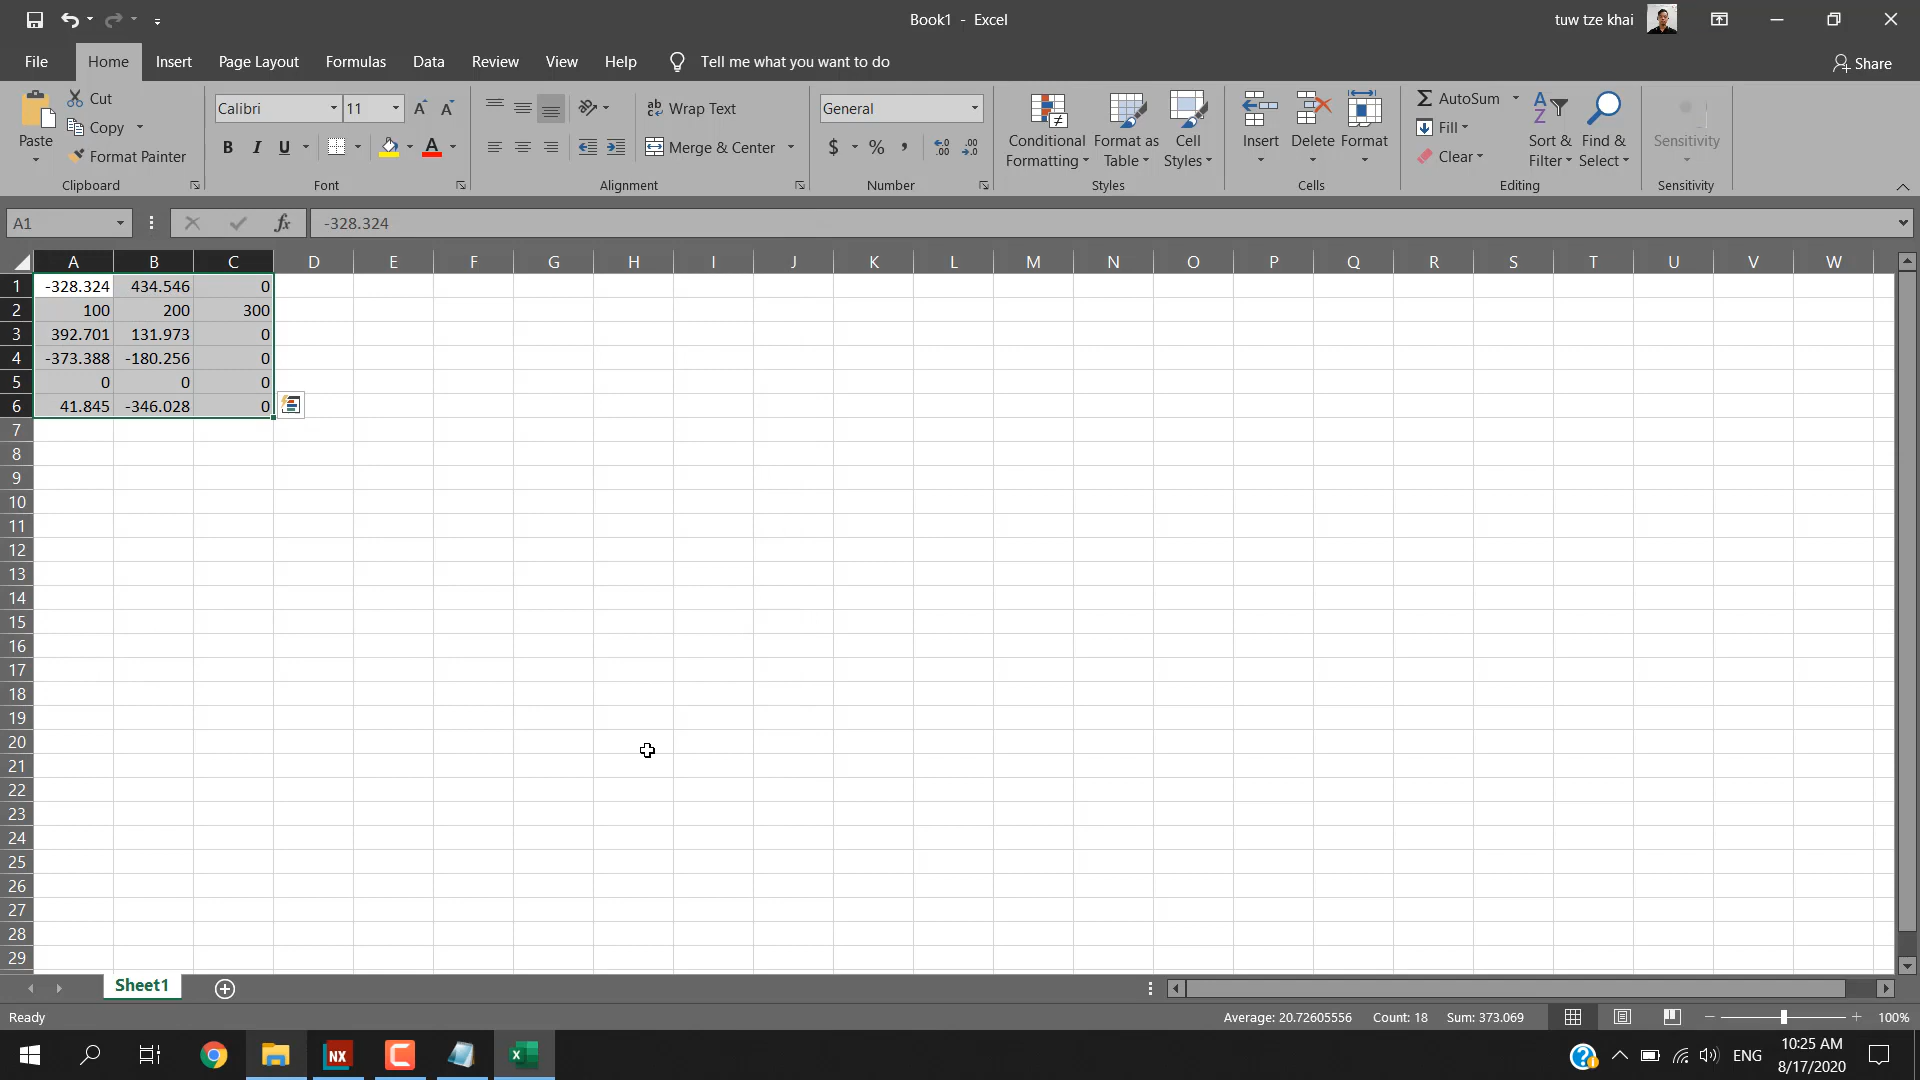 Book1 - Excel
tuw tze khai
File
Home
Insert
Page Layout
Formulas
Data
Review
View
Help
Tell me what you want to do
Share
Paste
Cut
Copy
Format Painter
Clipboard
Calibri
11
B I U
Font
Wrap Text
Merge & Center
Alignment
General
$ % ,
Number
Conditional
Formatting
Format as
Table
Cell
Styles
Styles
Insert
Delete
Format
Cells
AutoSum
Fill
Clear
Sort &
Filter
Find &
Select
Editing
Sensitivity
Sensitivity
A1
fx
-328.324
A B C D E F G H I J K L M N O P Q R S T U V W
1 -328.324 434.546 0
2 100 200 300
3 392.701 131.973 0
4 -373.388 -180.256 0
5 0 0 0
6 41.845 -346.028 0
7
8
9
10
11
12
13
14
15
16
17
18
19
20
21
22
23
24
25
26
27
28
29
Sheet1
Ready
Average: 20.72605556
Count: 18
Sum: 373.069
100%
NX
ENG
10:25 AM
8/17/2020